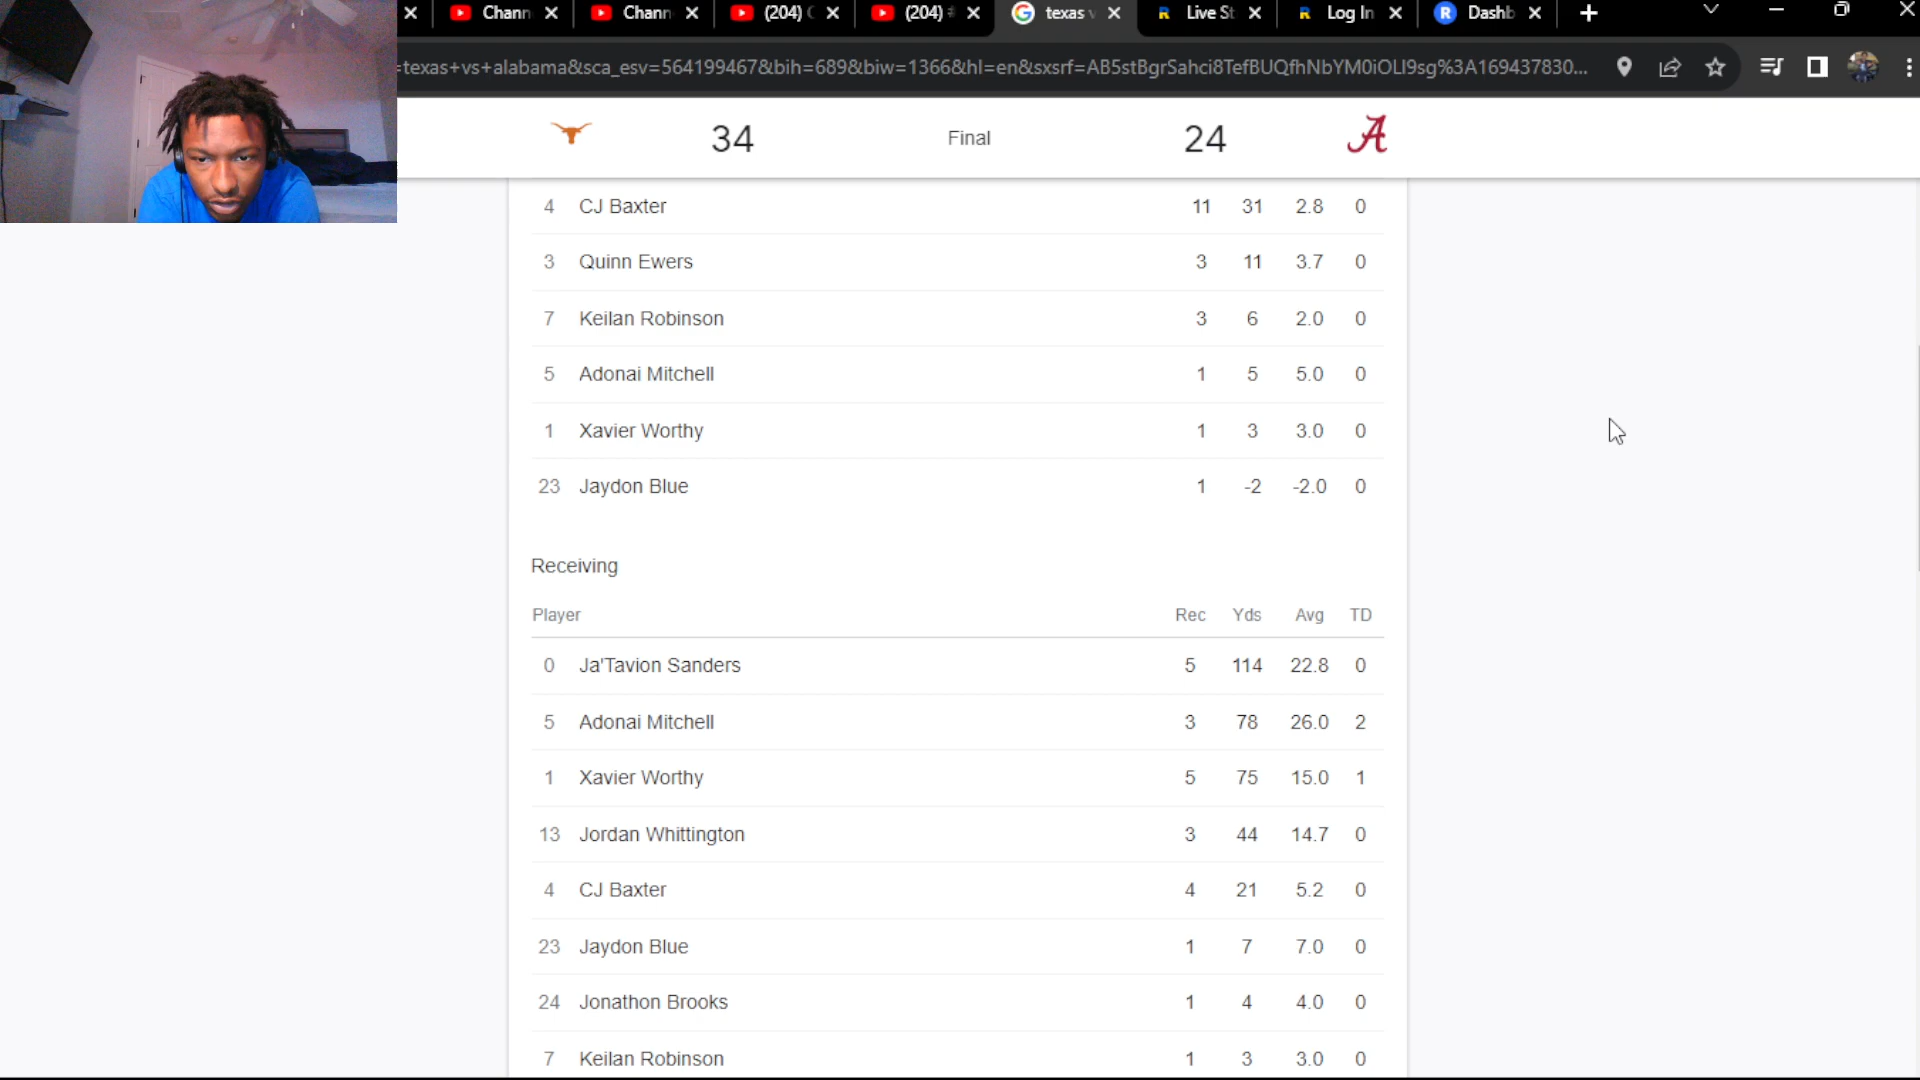 Chann
Chann
(204)
(204)
texas v
Live St
Log In
Dashb
=texas+vs+alabama&sca_esv=564199467&bih=689&biw=1366&hl=en&sxsrf=AB5stBgrSahci8TefBUQfhNbYM0iOLI9sg%3A169437830...
34 Final 24 A
4 CJ Baxter 11 31 2.8 0
3 Quinn Ewers 3 11 3.7 0
7 Keilan Robinson 3 6 2.0 0
5 Adonai Mitchell 1 5 5.0 0
1 Xavier Worthy 1 3 3.0 0
23 Jaydon Blue 1 -2 -2.0 0
Receiving
Player Rec Yds Avg TD
0 Ja'Tavion Sanders 5 114 22.8 0
5 Adonai Mitchell 3 78 26.0 2
1 Xavier Worthy 5 75 15.0 1
13 Jordan Whittington 3 44 14.7 0
4 CJ Baxter 4 21 5.2 0
23 Jaydon Blue 1 7 7.0 0
24 Jonathon Brooks 1 4 4.0 0
7 Keilan Robinson 1 3 3.0 0